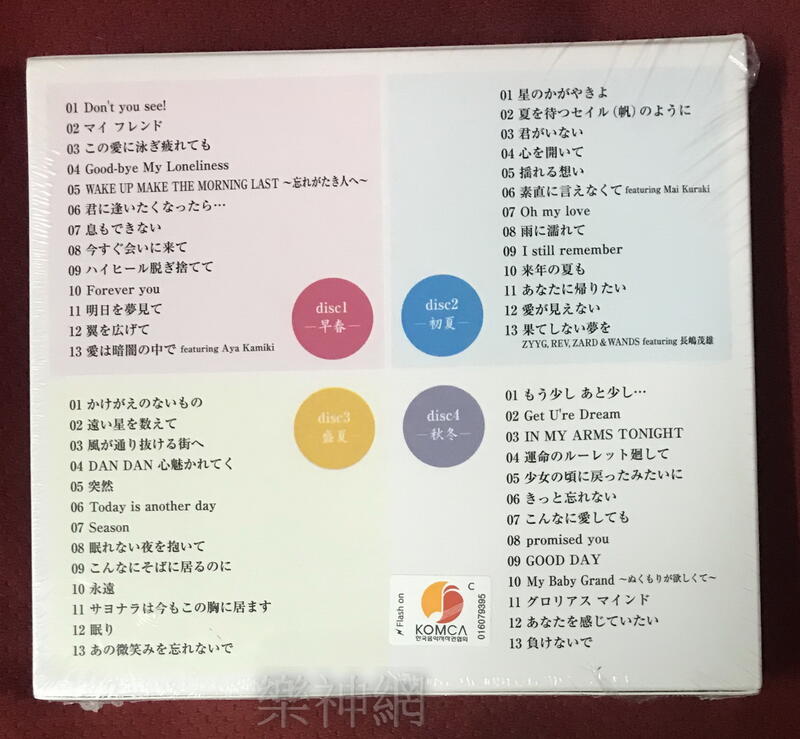 01 Don't you see!
02 マイ フレンド
03 この愛に泳ぎ疲れても
04 Good-bye My Loneliness
05 WAKE UP MAKE THE MORNING LAST ～忘れがたき人へ～
06 君に逢いたくなったら…
07 息もできない
08 今すぐ会いに来て
09 ハイヒール脱ぎ捨てて
10 Forever you
11 明日を夢見て
12 翼を広げて
13 愛は暗闇の中で featuring Aya Kamiki
disc1
―早春―
01 星のかがやきよ
02 夏を待つセイル(帆)のように
03 君がいない
04 心を開いて
05 揺れる想い
06 素直に言えなくて featuring Mai Kuraki
07 Oh my love
08 雨に濡れて
09 I still remember
10 来年の夏も
11 あなたに帰りたい
12 愛が見えない
13 果てしない夢を
ZYYG, REV, ZARD & WANDS featuring 長嶋茂雄
disc2
―初夏―
01 かけがえのないもの
02 遠い星を数えて
03 風が通り抜ける街へ
04 DAN DAN 心魅かれてく
05 突然
06 Today is another day
07 Season
08 眠れない夜を抱いて
09 こんなにそばに居るのに
10 永遠
11 サヨナラは今もこの胸に居ます
12 眠り
13 あの微笑みを忘れないで
disc3
―盛夏―
disc4
―秋冬―
01 もう少し あと少し…
02 Get U're Dream
03 IN MY ARMS TONIGHT
04 運命のルーレット廻して
05 少女の頃に戻ったみたいに
06 きっと忘れない
07 こんなに愛しても
08 promised you
09 GOOD DAY
10 My Baby Grand ～ぬくもりが欲しくて～
11 グロリアス マインド
12 あなたを感じていたい
13 負けないで
Flash on
KOMCA
한국음악저작권협회
C
016079395
樂神網